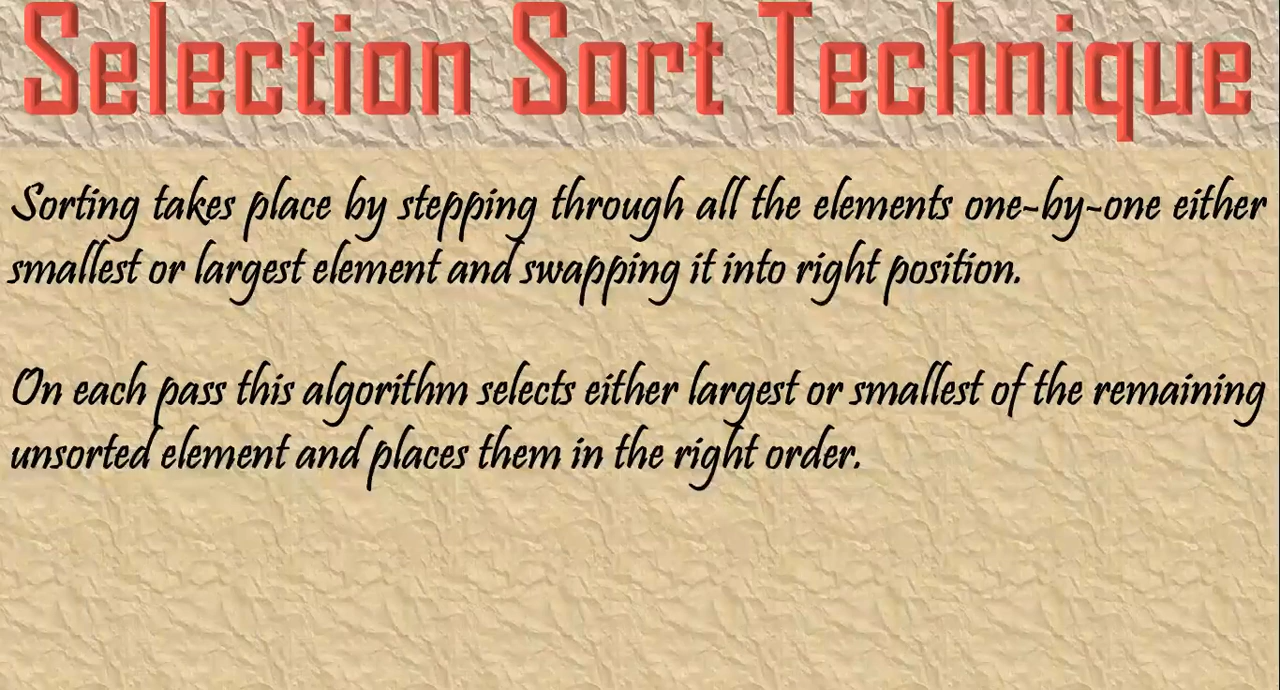 Selection Sort Technique
Sorting takes place by stepping through all the elements one-by-one either
smallest or largest element and swapping it into right position.
On each pass this algorithm selects either largest or smallest of the remaining
unsorted element and places them in the right order.